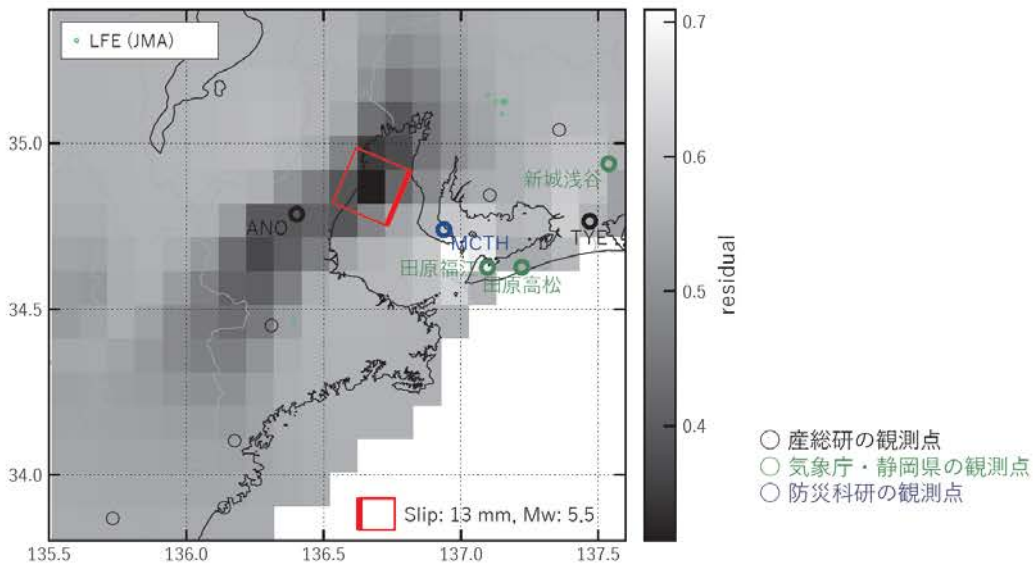 LFE (JMA)
新城浅谷
ANO
MCTH
TYE
田原福江
田原高松
Slip: 13 mm, Mw: 5.5
35.0
34.5
34.0
135.5
136.0
136.5
137.0
137.5
0.7
0.6
0.5
0.4
residual
産総研の観測点
気象庁・静岡県の観測点
防災科研の観測点